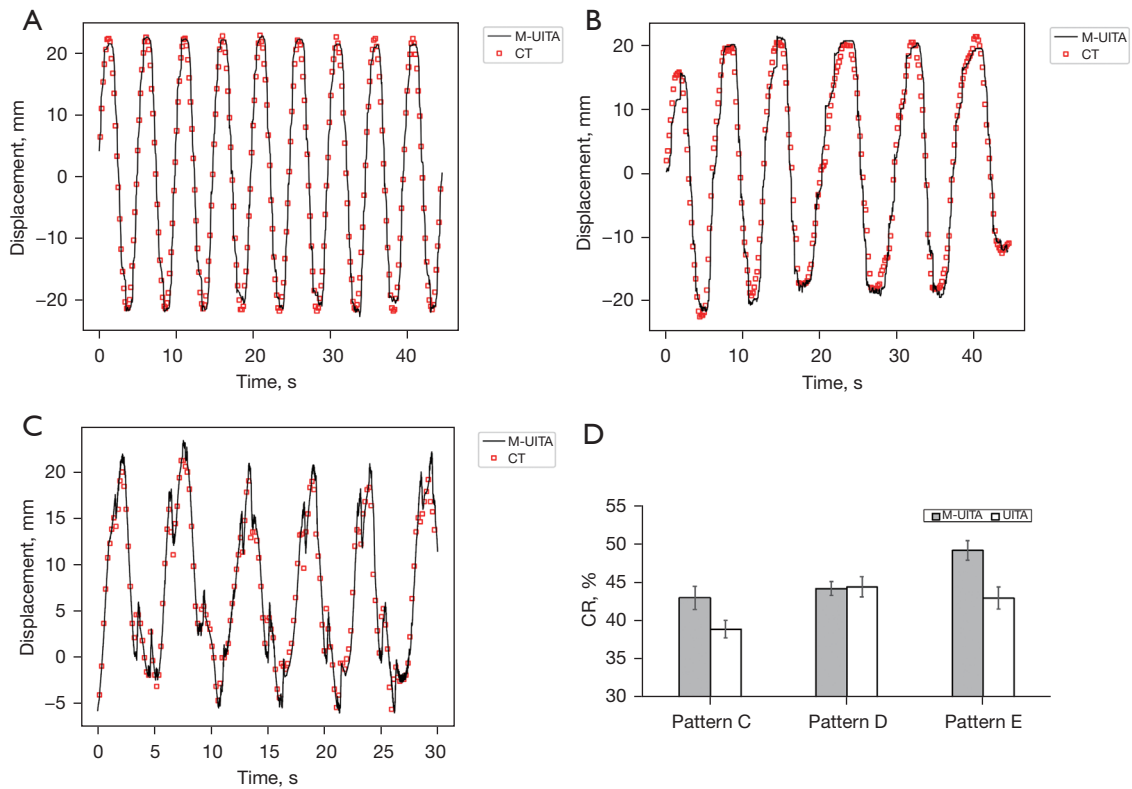 A
M-UITA
CT
Displacement, mm
20
10
0
−10
−20
0 10 20 30 40
Time, s
B
M-UITA
CT
Displacement, mm
20
10
0
−10
−20
0 10 20 30 40
Time, s
C
M-UITA
CT
Displacement, mm
20
15
10
5
0
−5
0 5 10 15 20 25 30
Time, s
D
M-UITA UITA
CR, %
55
50
45
40
35
30
Pattern C Pattern D Pattern E